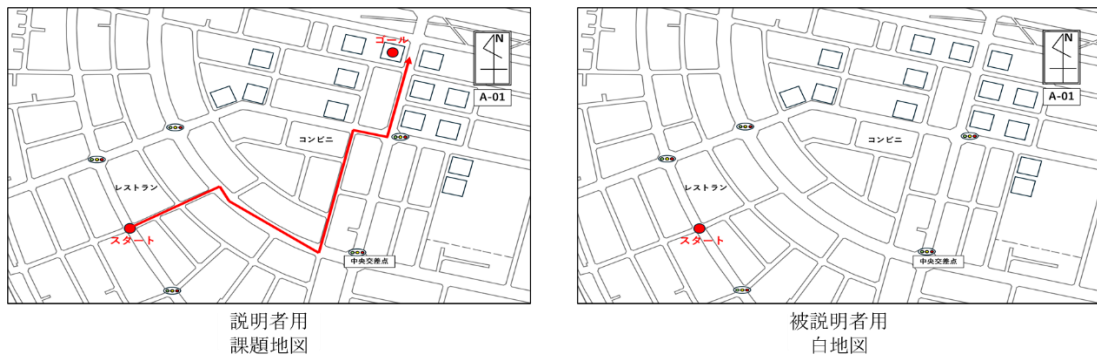 ゴール
N
A-01
コンビニ
レストラン
スタート
中央交差点
説明者用
課題地図
N
A-01
コンビニ
レストラン
スタート
中央交差点
被説明者用
白地図